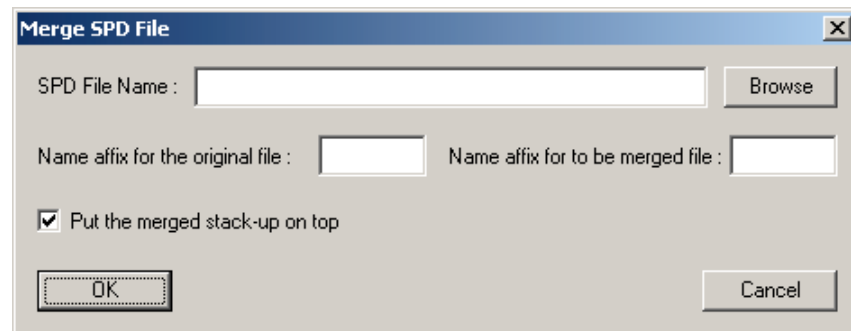 Merge SPD File
SPD File Name : Browse
Name affix for the original file : Name affix for to be merged file :
Put the merged stack-up on top
OK Cancel